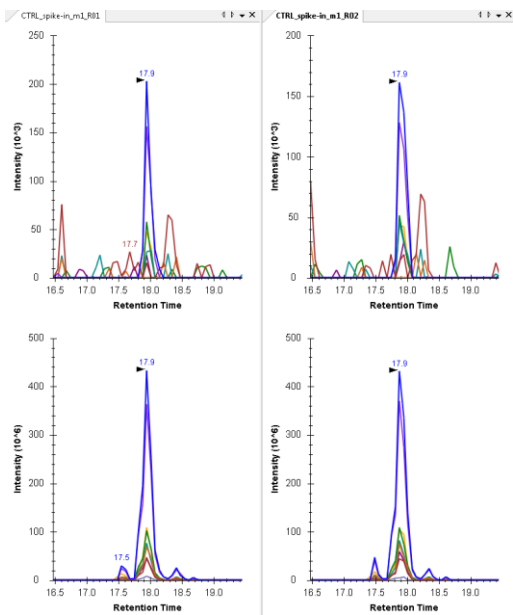 CTRL_spike-in_m1_R01
CTRL_spike-in_m1_R02
250
200
150
100
50
0
Intensity (10^3)
17.9
17.7
16.5 17.0 17.5 18.0 18.5 19.0
Retention Time
200
150
100
50
0
Intensity (10^3)
17.9
16.5 17.0 17.5 18.0 18.5 19.0
Retention Time
500
400
300
200
100
0
Intensity (10^6)
17.9
17.5
16.5 17.0 17.5 18.0 18.5 19.0
Retention Time
500
400
300
200
100
0
Intensity (10^6)
17.9
16.5 17.0 17.5 18.0 18.5 19.0
Retention Time